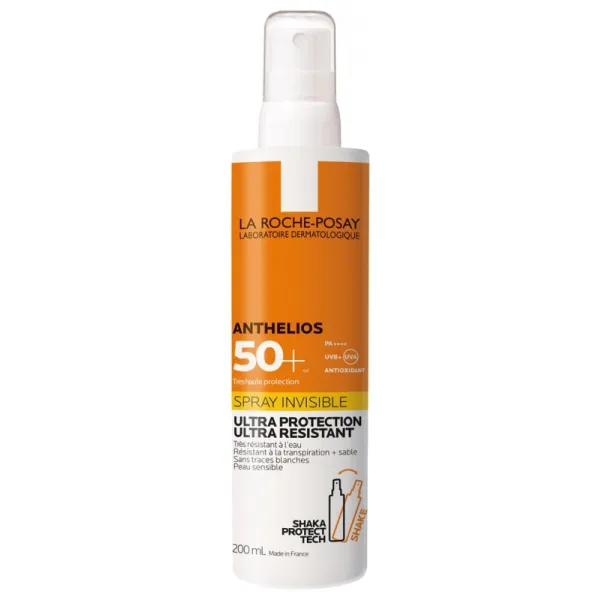 LA ROCHE-POSAY
LABORATOIRE DERMATOLOGIQUE
ANTHELIOS
50+
Très haute protection
PA++++
UVB+ UVA
ANTIOXIDANT
SPRAY INVISIBLE
ULTRA PROTECTION
ULTRA RESISTANT
Très résistant à l'eau
Résistant à la transpiration + sable
Sans traces blanches
Peau sensible
SHAKA
PROTECT
TECH
SHAKE
200 mL Made in France